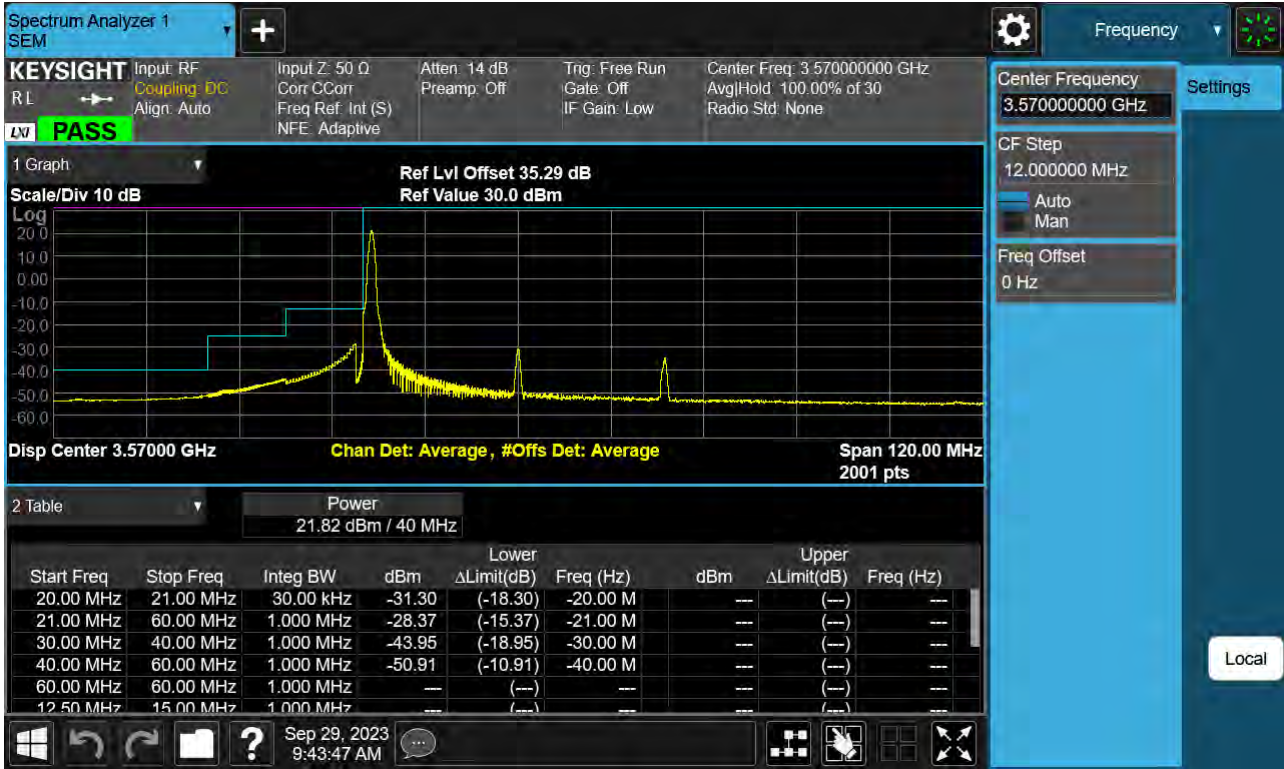 Spectrum Analyzer 1
SEM
+
Frequency
KEYSIGHT
R L
LXI
PASS
Input: RF
Coupling: DC
Align: Auto
Input Z: 50 Ω
Corr CCorr
Freq Ref: Int (S)
NFE: Adaptive
Atten: 14 dB
Preamp: Off
Trig: Free Run
Gate: Off
IF Gain: Low
Center Freq: 3.570000000 GHz
Avg|Hold: 100.00% of 30
Radio Std: None
Center Frequency
3.570000000 GHz
Settings
CF Step
12.000000 MHz
Auto
Man
Freq Offset
0 Hz
Local
1 Graph
Scale/Div 10 dB
Ref Lvl Offset 35.29 dB
Ref Value 30.0 dBm
Log
20.0
10.0
0.00
-10.0
-20.0
-30.0
-40.0
-50.0
-60.0
Disp Center 3.57000 GHz
Chan Det: Average, #Offs Det: Average
Span 120.00 MHz
2001 pts
2 Table
Power
21.82 dBm / 40 MHz
Lower Upper
Start Freq Stop Freq Integ BW dBm ΔLimit(dB) Freq (Hz) dBm ΔLimit(dB) Freq (Hz)
20.00 MHz 21.00 MHz 30.00 kHz -31.30 (-18.30) -20.00 M --- (---) ---
21.00 MHz 60.00 MHz 1.000 MHz -28.37 (-15.37) -21.00 M --- (---) ---
30.00 MHz 40.00 MHz 1.000 MHz -43.95 (-18.95) -30.00 M --- (---) ---
40.00 MHz 60.00 MHz 1.000 MHz -50.91 (-10.91) -40.00 M --- (---) ---
60.00 MHz 60.00 MHz 1.000 MHz --- (---) --- --- (---) ---
12.50 MHz 15.00 MHz 1.000 MHz --- (---) --- --- (---) ---
?
Sep 29, 2023
9:43:47 AM